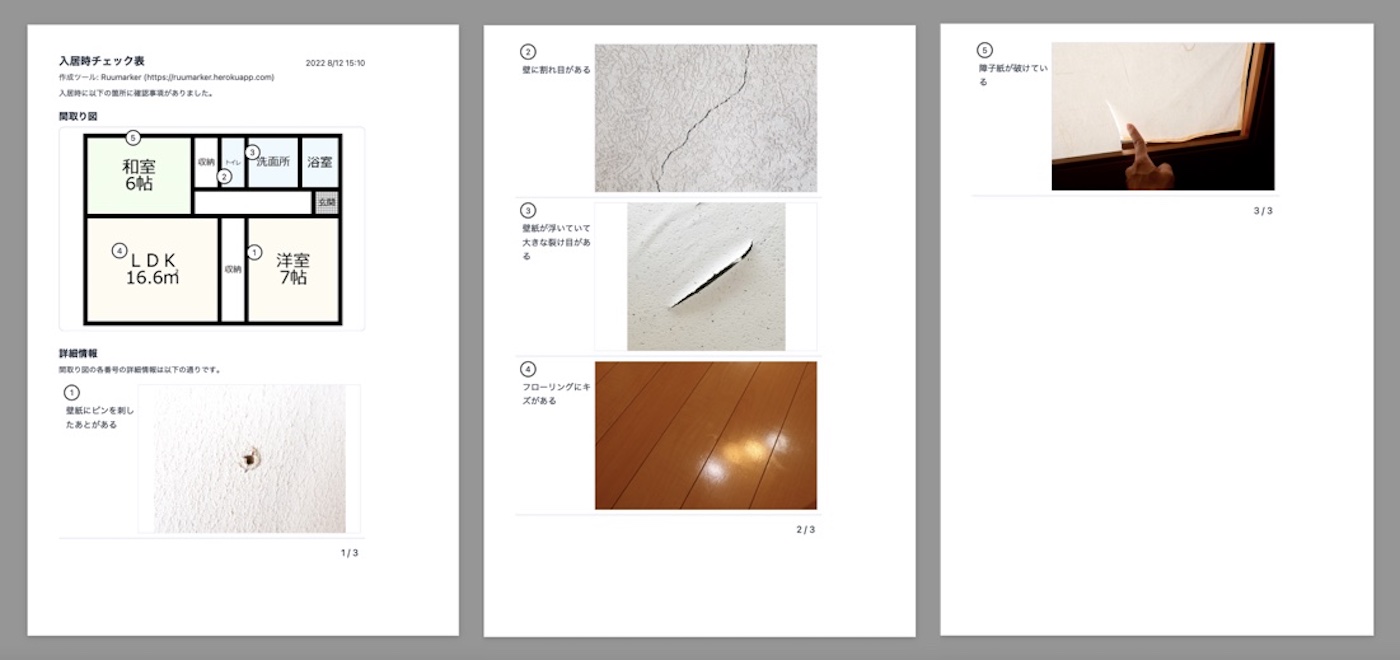 入居時チェック表
2022 8/12 15:10
作成ツール: Ruumarker (https://ruumarker.herokuapp.com)
入居時に以下の箇所に確認事項がありました。
間取り図
5
和室
6帖
収納
トイレ
2
3
洗面所
浴室
玄関
4
LDK
16.6㎡
収納
1
洋室
7帖
詳細情報
間取り図の各番号の詳細情報は以下の通りです。
1
壁紙にピンを刺し
たあとがある
1 / 3
2
壁に割れ目がある
3
壁紙が浮いていて
大きな裂け目があ
る
4
フローリングにキ
ズがある
2 / 3
5
障子紙が破けてい
る
3 / 3